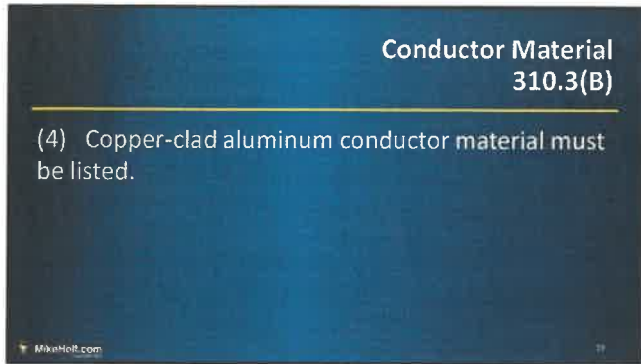 Conductor Material
310.3(B)
(4) Copper-clad aluminum conductor material must
be listed.
MikeHolt.com